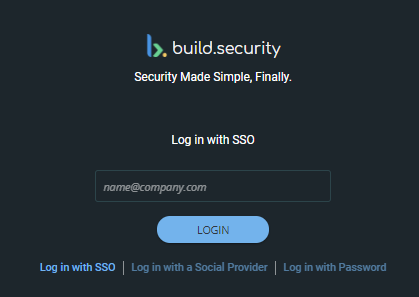 build.security
Security Made Simple, Finally.
Log in with SSO
name@company.com
LOGIN
Log in with SSO | Log in with a Social Provider | Log in with Password